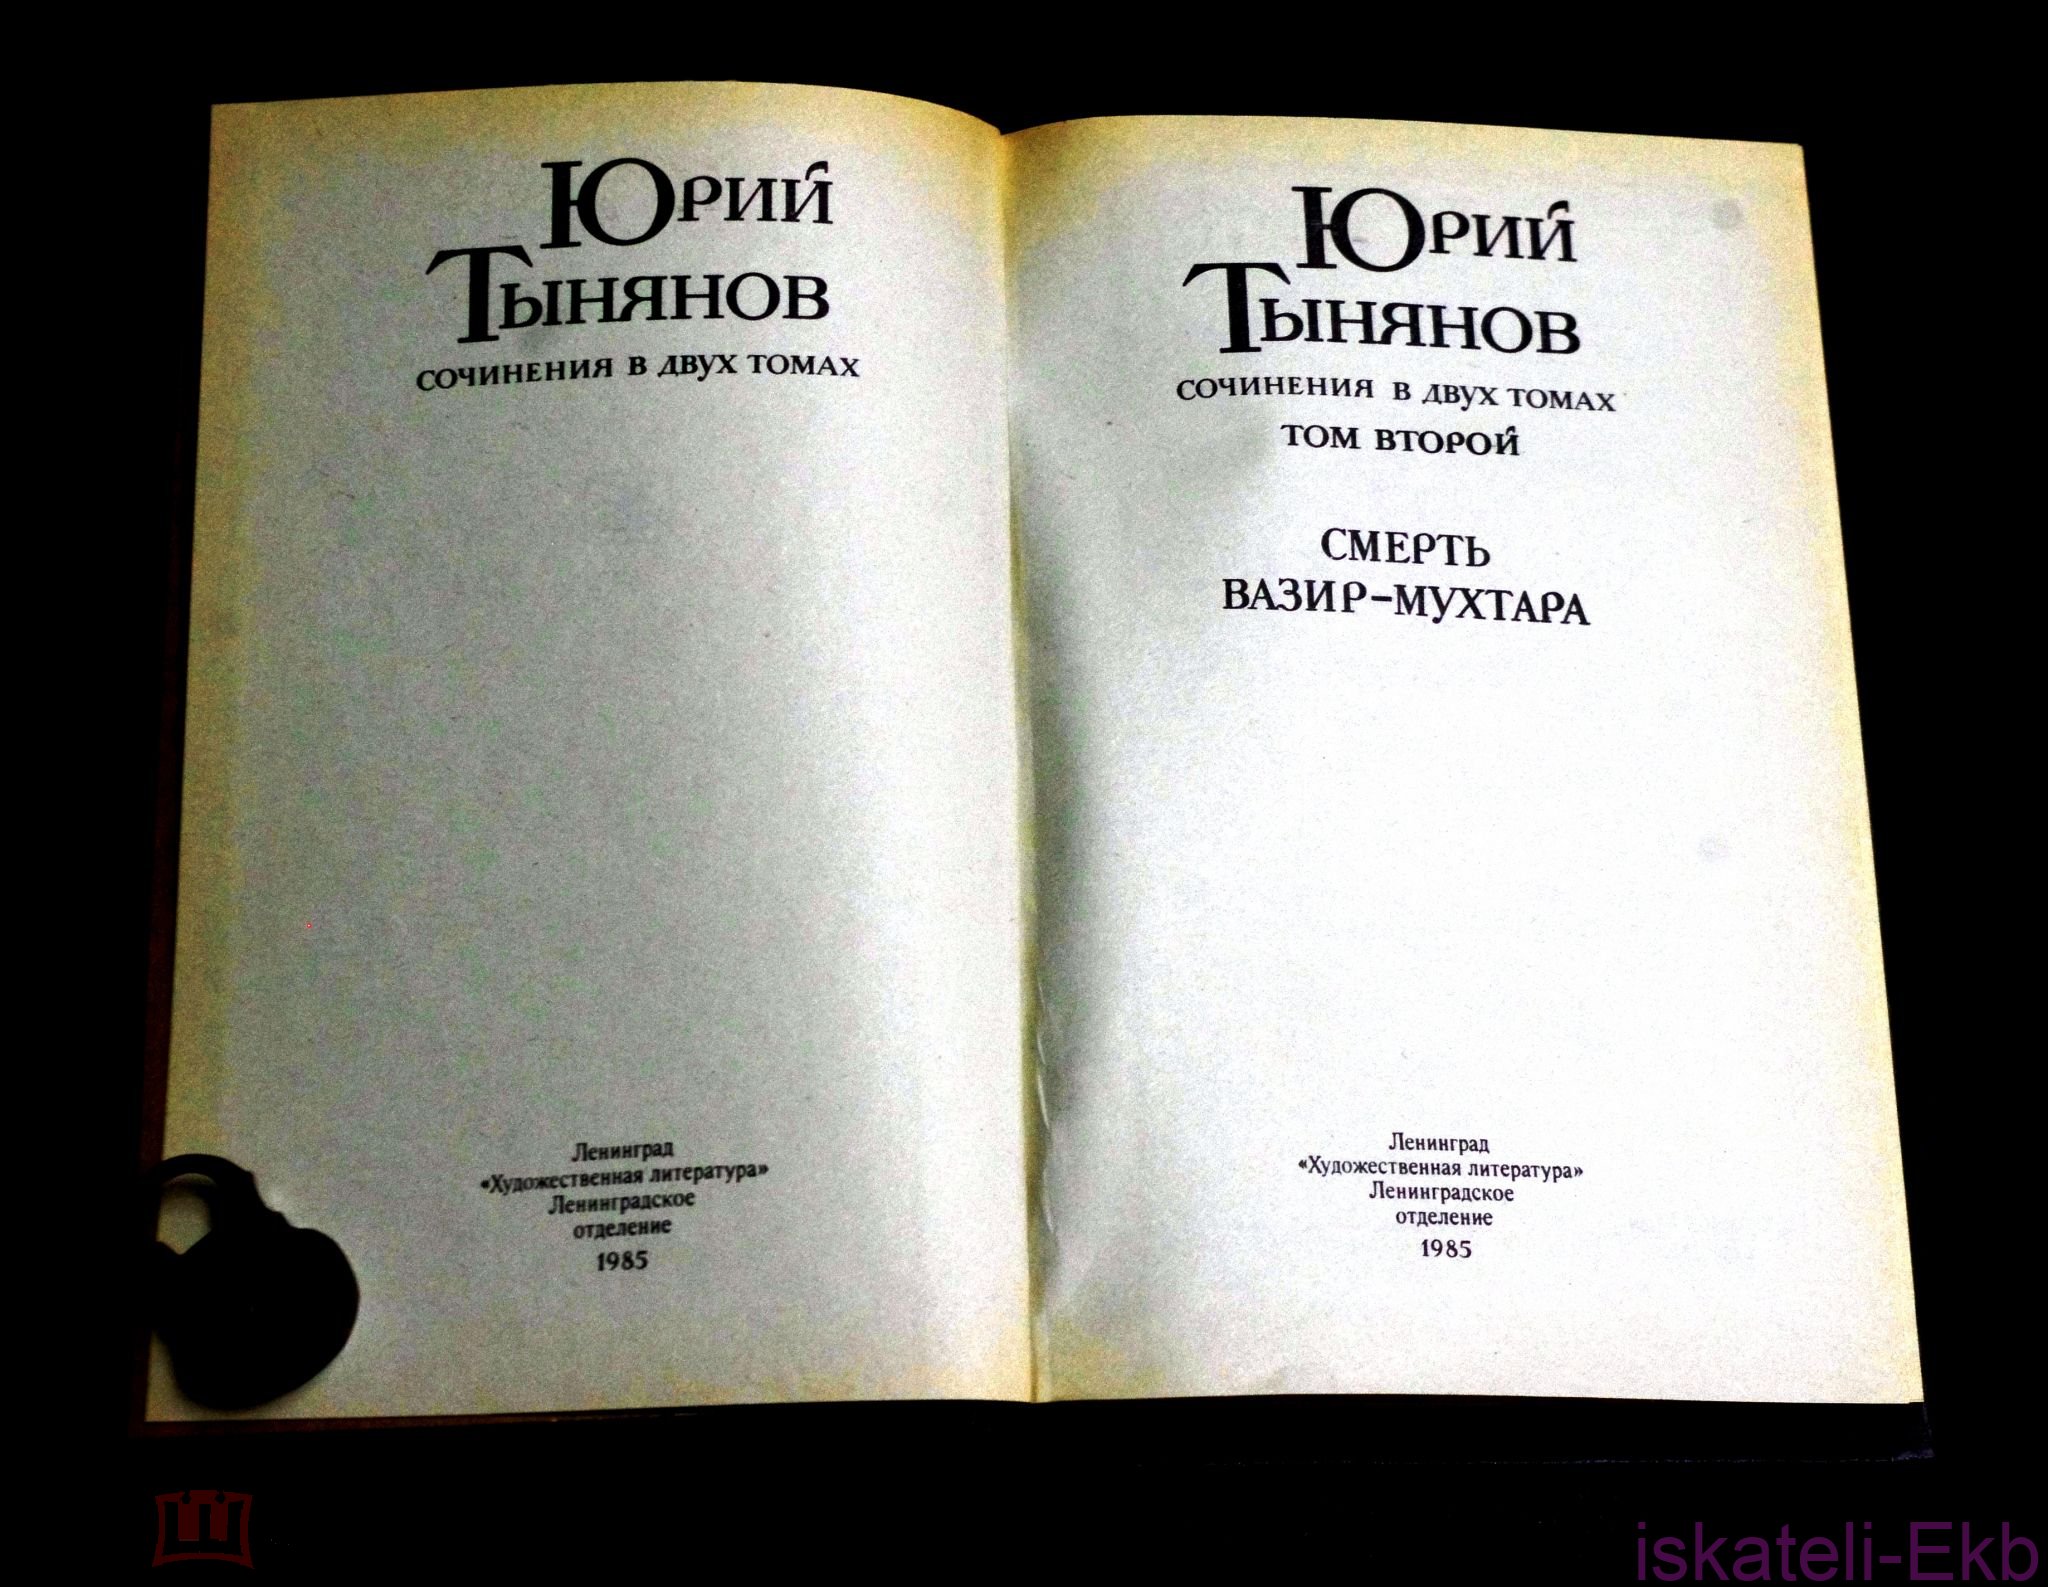 Юрий
Тынянов
СОЧИНЕНИЯ В ДВУХ ТОМАХ
Ленинград
«Художественная литература»
Ленинградское
отделение
1985
Юрий
Тынянов
СОЧИНЕНИЯ В ДВУХ ТОМАХ
ТОМ ВТОРОЙ
СМЕРТЬ
ВАЗИР-МУХТАРА
Ленинград
«Художественная литература»
Ленинградское
отделение
1985
iskateli-Ekb